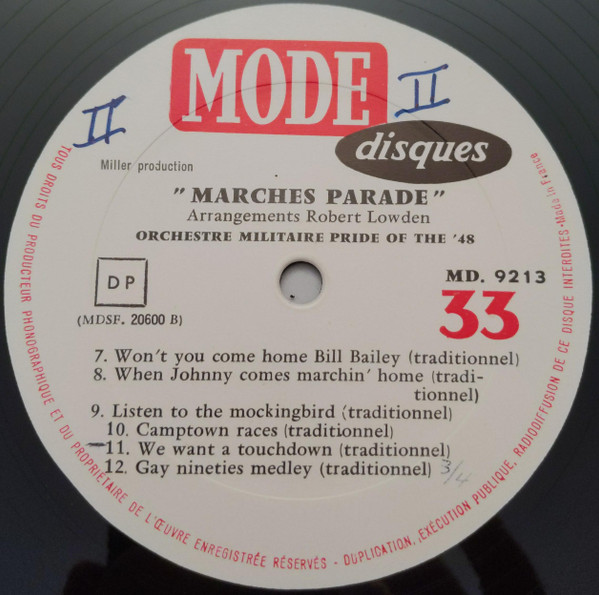 MODE
II
II
disques
Miller production
"MARCHES PARADE"
Arrangements Robert Lowden
ORCHESTRE MILITAIRE PRIDE OF THE '48
DP
MD. 9213
33
(MDSF. 20600 B)
7. Won't you come home Bill Bailey (traditionnel)
8. When Johnny comes marchin' home (tradi-
tionnel)
9. Listen to the mockingbird (traditionnel)
10. Camptown races (traditionnel)
11. We want a touchdown (traditionnel)
12. Gay nineties medley (traditionnel) 3/4
TOUS DROITS DU PRODUCTEUR PHONOGRAPHIQUE ET DU PROPRIÉTAIRE DE L'ŒUVRE ENREGISTRÉE RÉSERVÉS - DUPLICATION, EXÉCUTION PUBLIQUE, RADIODIFFUSION DE CE DISQUE INTERDITES - Made in France